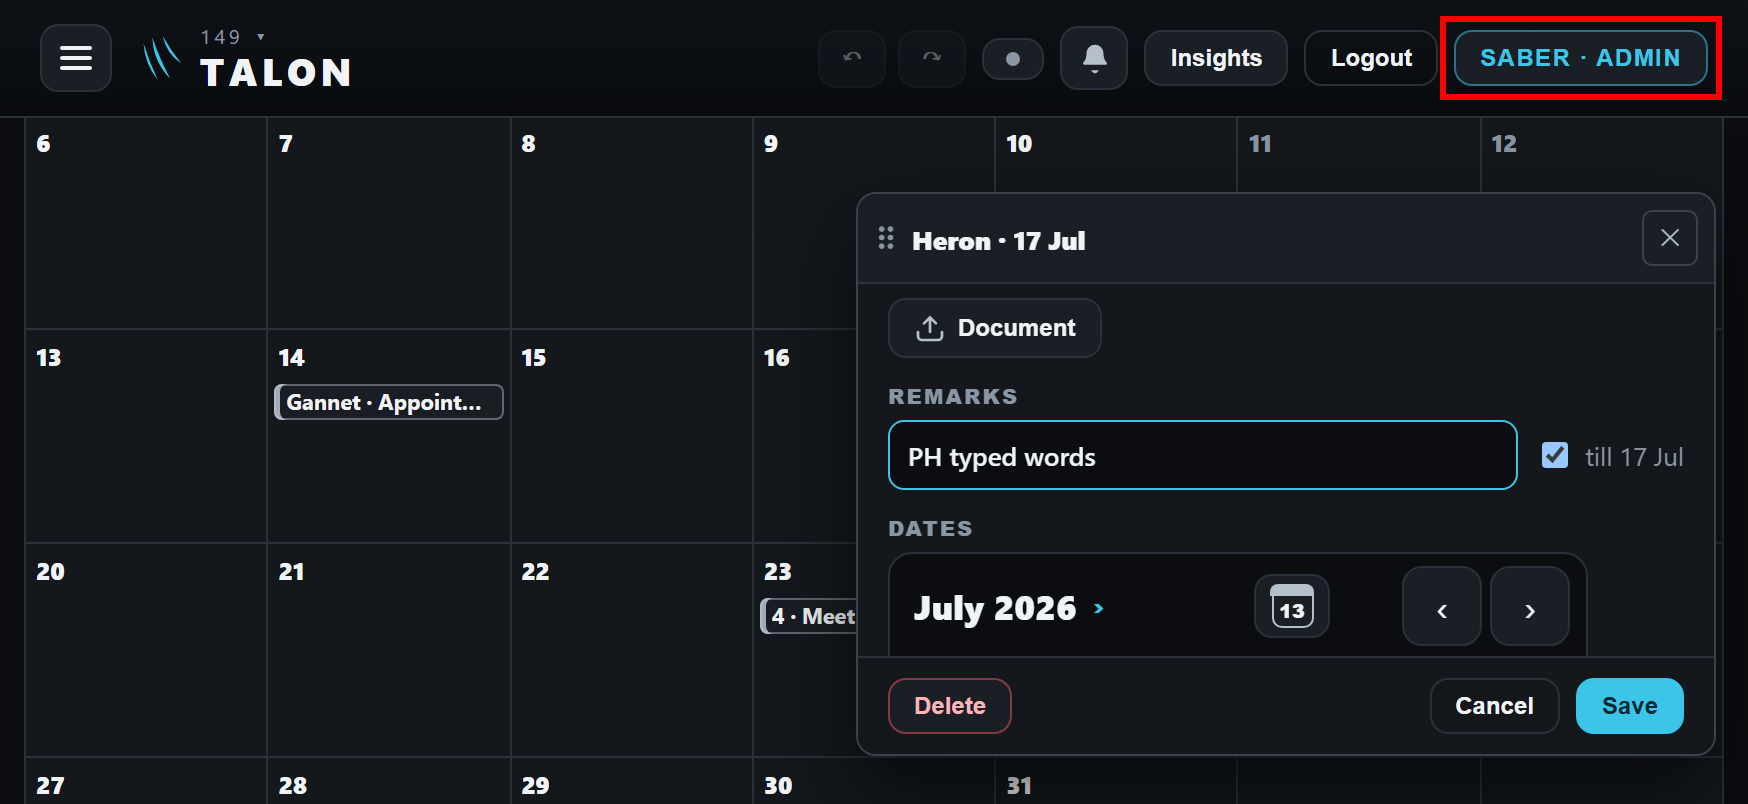 149 ▾
TALON
Insights
Logout
SABER · ADMIN
6
7
8
9
10
11
12
Heron · 17 Jul
Document
REMARKS
PH typed words
till 17 Jul
DATES
July 2026 ›
13
‹
›
Delete
Cancel
Save
13
14
15
16
Gannet · Appoint...
20
21
22
23
4 · Meet
27
28
29
30
31